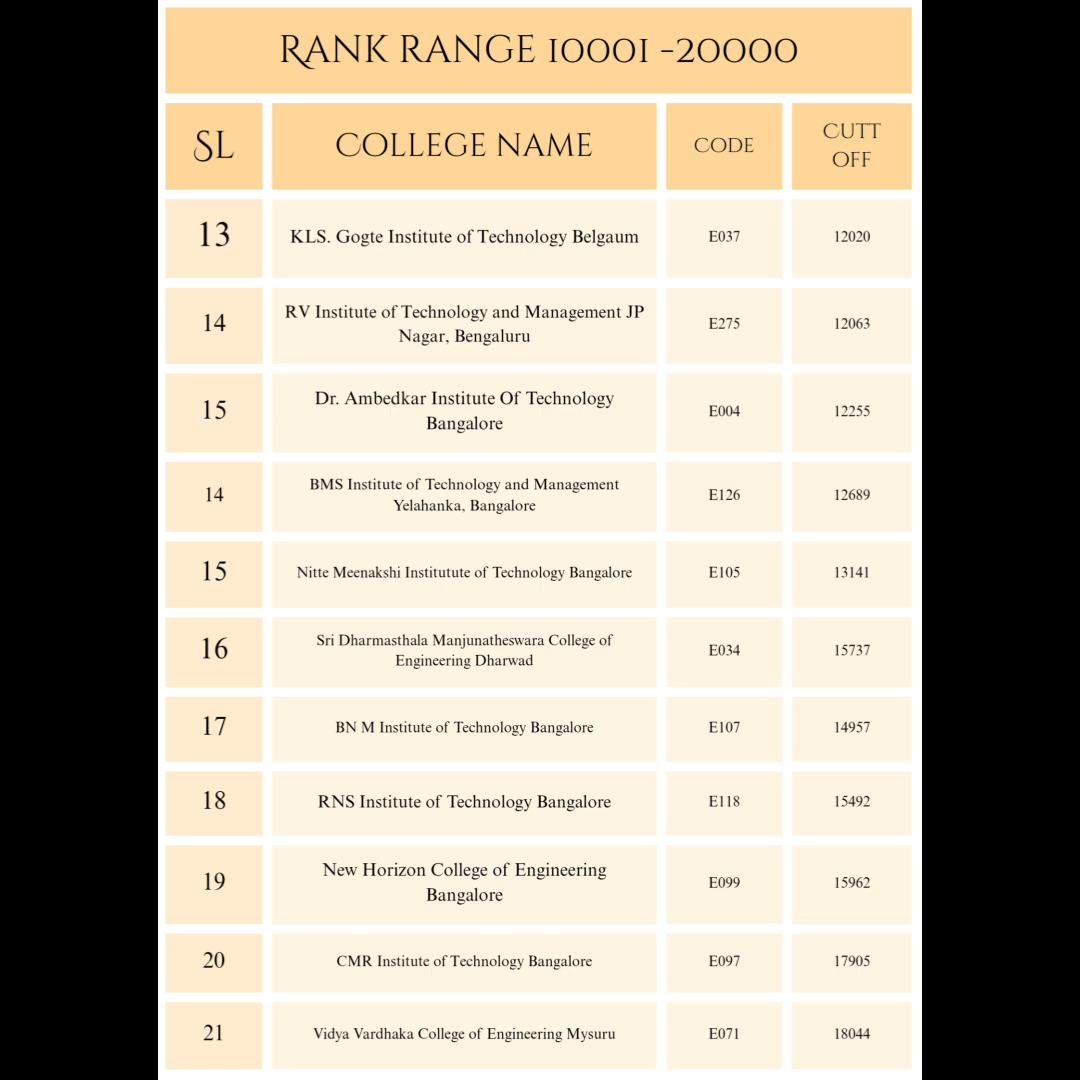 RANK RANGE 10001 -20000
SL COLLEGE NAME CODE CUTT OFF
13 KLS. Gogte Institute of Technology Belgaum E037 12020
14 RV Institute of Technology and Management JP Nagar, Bengaluru E275 12063
15 Dr. Ambedkar Institute Of Technology Bangalore E004 12255
14 BMS Institute of Technology and Management Yelahanka, Bangalore E126 12689
15 Nitte Meenakshi Institutute of Technology Bangalore E105 13141
16 Sri Dharmasthala Manjunatheswara College of Engineering Dharwad E034 15737
17 BN M Institute of Technology Bangalore E107 14957
18 RNS Institute of Technology Bangalore E118 15492
19 New Horizon College of Engineering Bangalore E099 15962
20 CMR Institute of Technology Bangalore E097 17905
21 Vidya Vardhaka College of Engineering Mysuru E071 18044